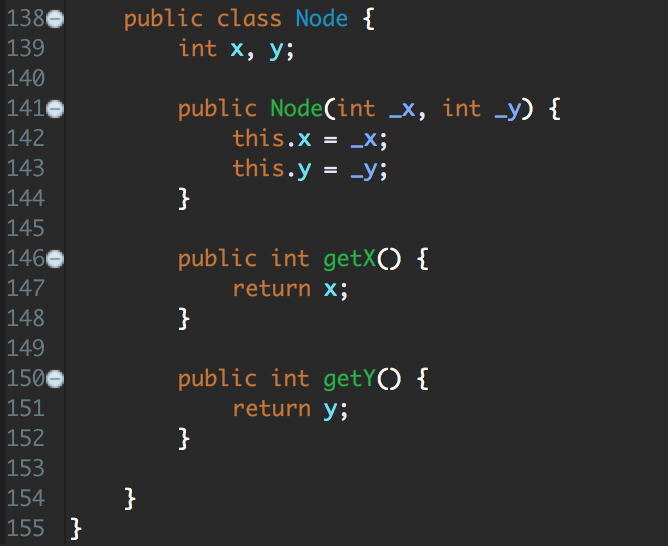 138 public class Node {
139 int x, y;
140
141 public Node(int _x, int _y) {
142 this.x = _x;
143 this.y = _y;
144 }
145
146 public int getX() {
147 return x;
148 }
149
150 public int getY() {
151 return y;
152 }
153
154 }
155 }